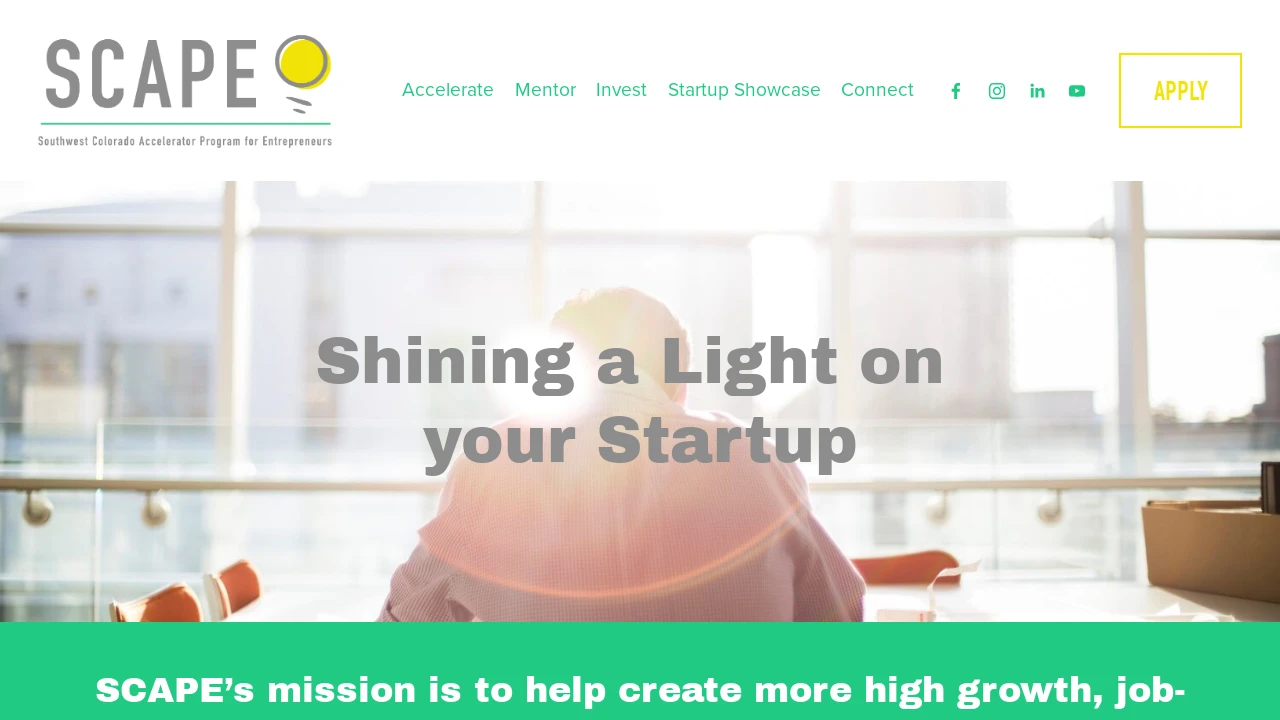 SCAPE
Southwest Colorado Accelerator Program for Entrepreneurs
Accelerate Mentor Invest Startup Showcase Connect
APPLY
Shining a Light on
your Startup
SCAPE’s mission is to help create more high growth, job-